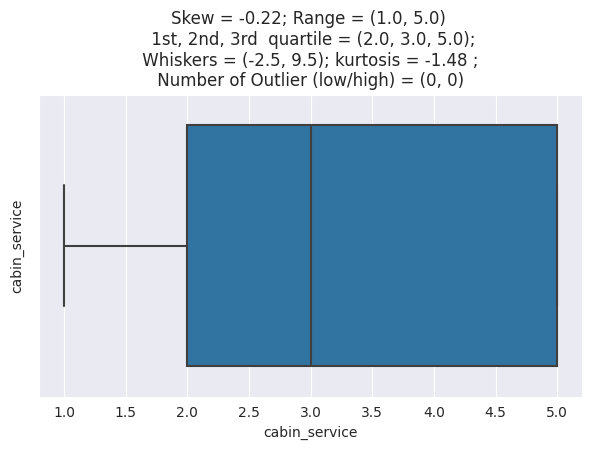 Skew = -0.22; Range = (1.0, 5.0)
1st, 2nd, 3rd  quartile = (2.0, 3.0, 5.0);
Whiskers = (-2.5, 9.5); kurtosis = -1.48 ;
Number of Outlier (low/high) = (0, 0)
cabin_service
1.0 1.5 2.0 2.5 3.0 3.5 4.0 4.5 5.0
cabin_service